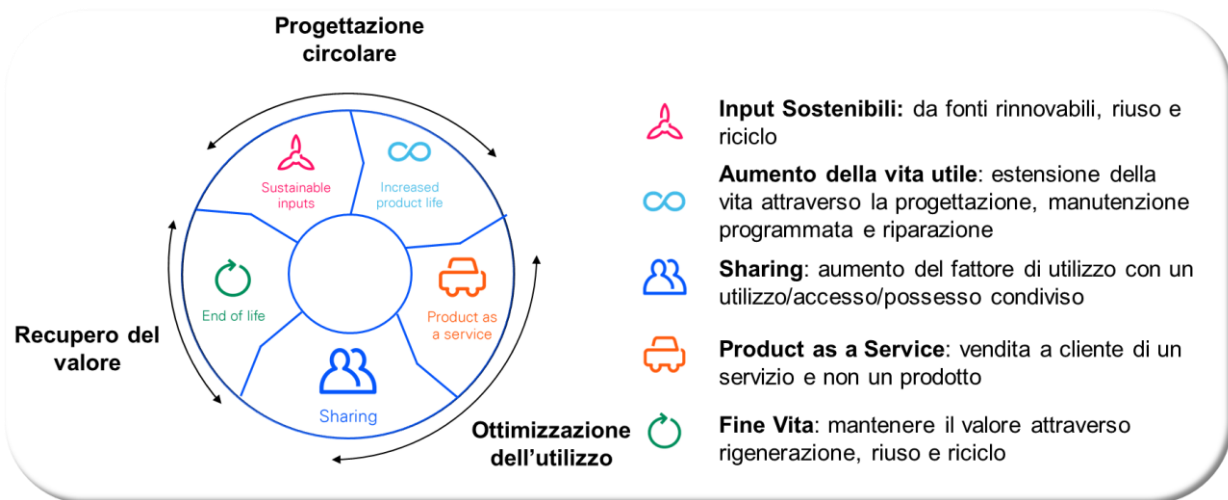 Progettazione
circolare
Sustainable
inputs
Increased
product life
End of life
Product as
a service
Sharing
Recupero del
valore
Ottimizzazione
dell'utilizzo
Input Sostenibili: da fonti rinnovabili, riuso e
riciclo
Aumento della vita utile: estensione della
vita attraverso la progettazione, manutenzione
programmata e riparazione
Sharing: aumento del fattore di utilizzo con un
utilizzo/accesso/possesso condiviso
Product as a Service: vendita a cliente di un
servizio e non un prodotto
Fine Vita: mantenere il valore attraverso
rigenerazione, riuso e riciclo